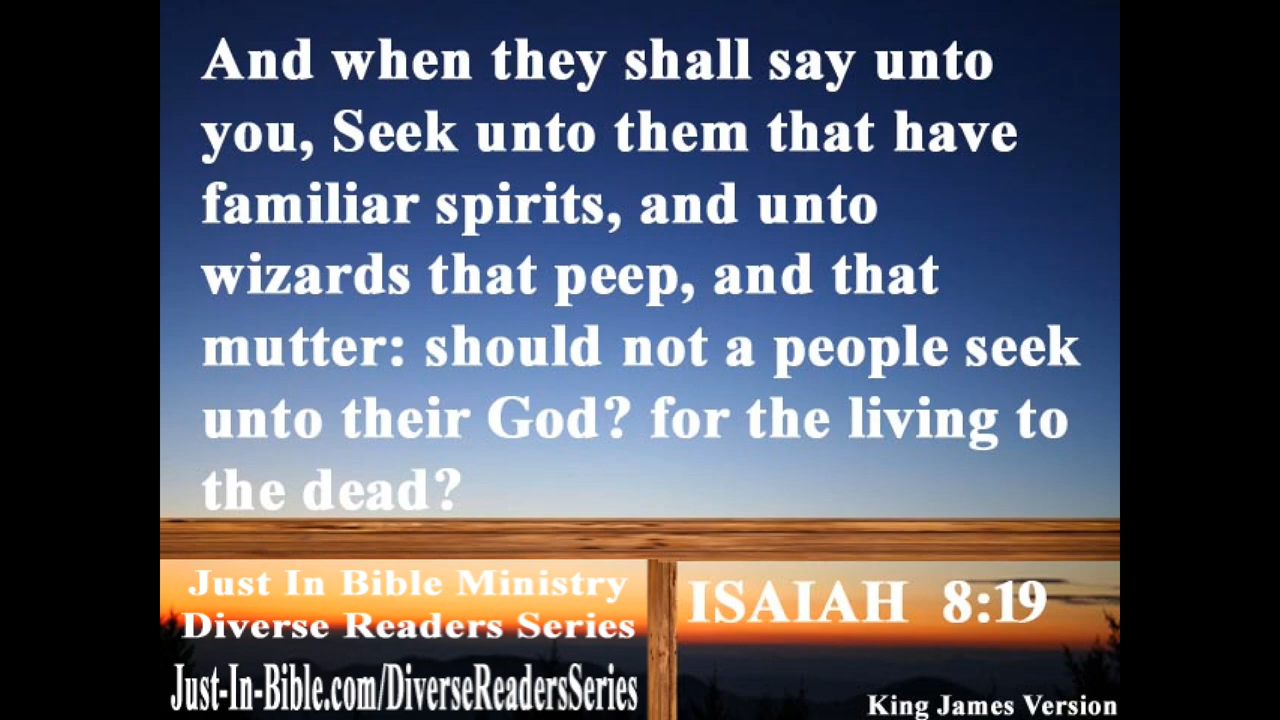 And when they shall say unto
you, Seek unto them that have
familiar spirits, and unto
wizards that peep, and that
mutter: should not a people seek
unto their God? for the living to
the dead?
Just In Bible Ministry
Diverse Readers Series
Just-In-Bible.com/DiverseReadersSeries
ISAIAH 8:19
King James Version